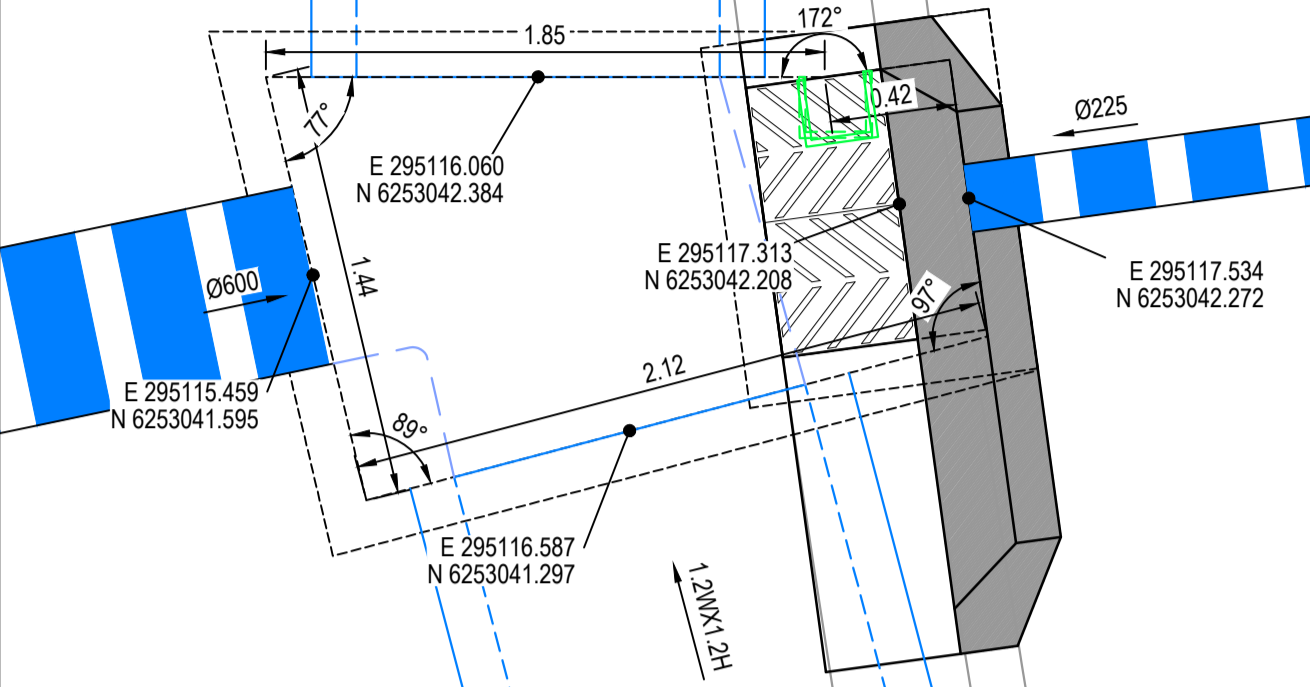 1.85
172°
77°
0.42
Ø225
E 295116.060
N 6253042.384
E 295117.313
N 6253042.208
E 295117.534
N 6253042.272
Ø600
1.44
97°
2.12
E 295115.459
N 6253041.595
89°
E 295116.587
N 6253041.297
1.2WX1.2H